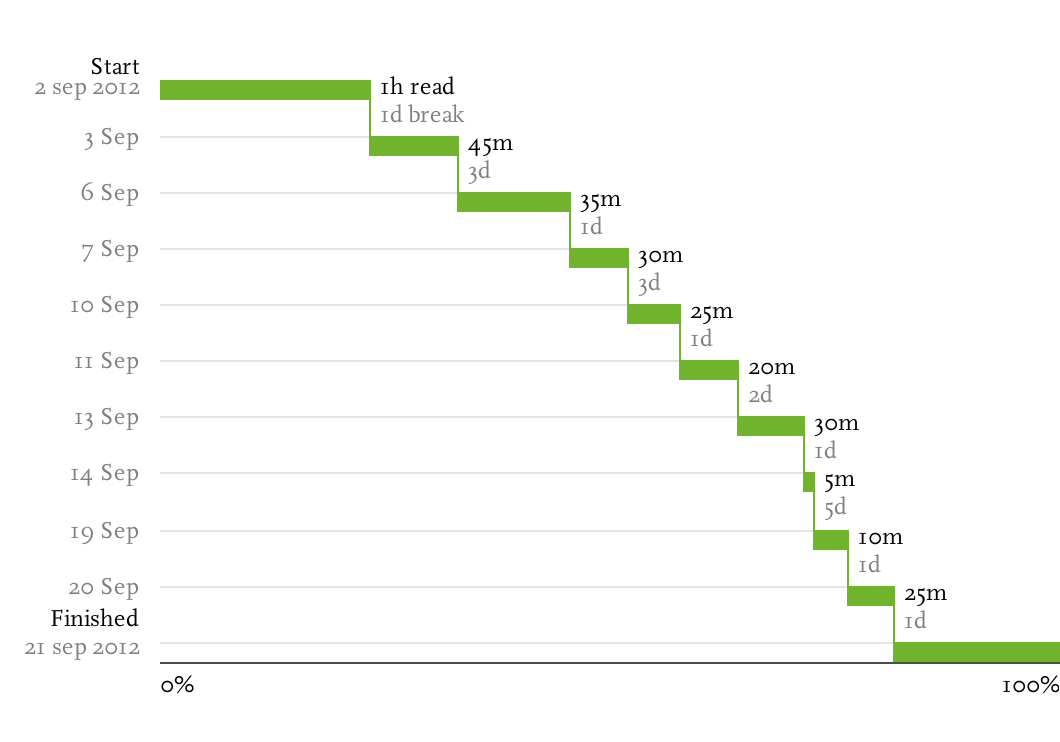 Start
2 sep 2012
1h read
1d break
3 Sep
45m
3d
6 Sep
35m
1d
7 Sep
30m
3d
10 Sep
25m
1d
11 Sep
20m
2d
13 Sep
30m
1d
14 Sep
5m
5d
19 Sep
10m
1d
20 Sep
25m
1d
Finished
21 sep 2012
0%
100%